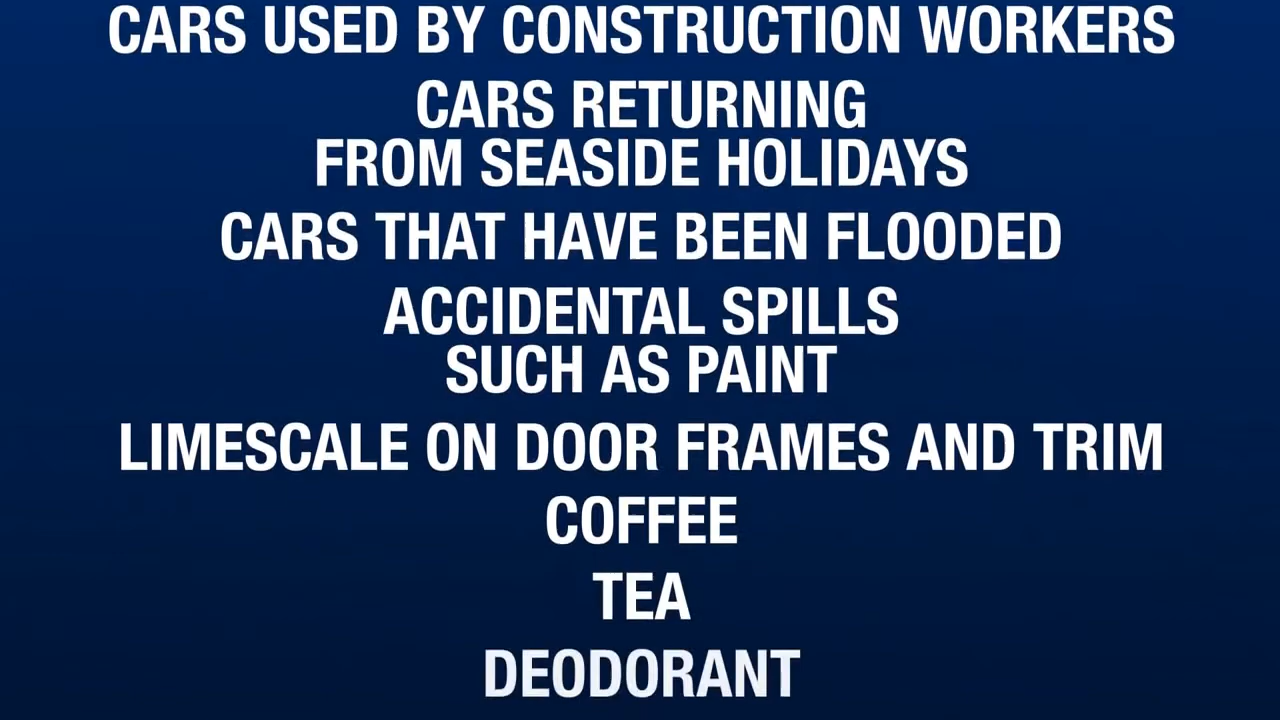 CARS USED BY CONSTRUCTION WORKERS
CARS RETURNING
FROM SEASIDE HOLIDAYS
CARS THAT HAVE BEEN FLOODED
ACCIDENTAL SPILLS
SUCH AS PAINT
LIMESCALE ON DOOR FRAMES AND TRIM
COFFEE
TEA
DEODORANT